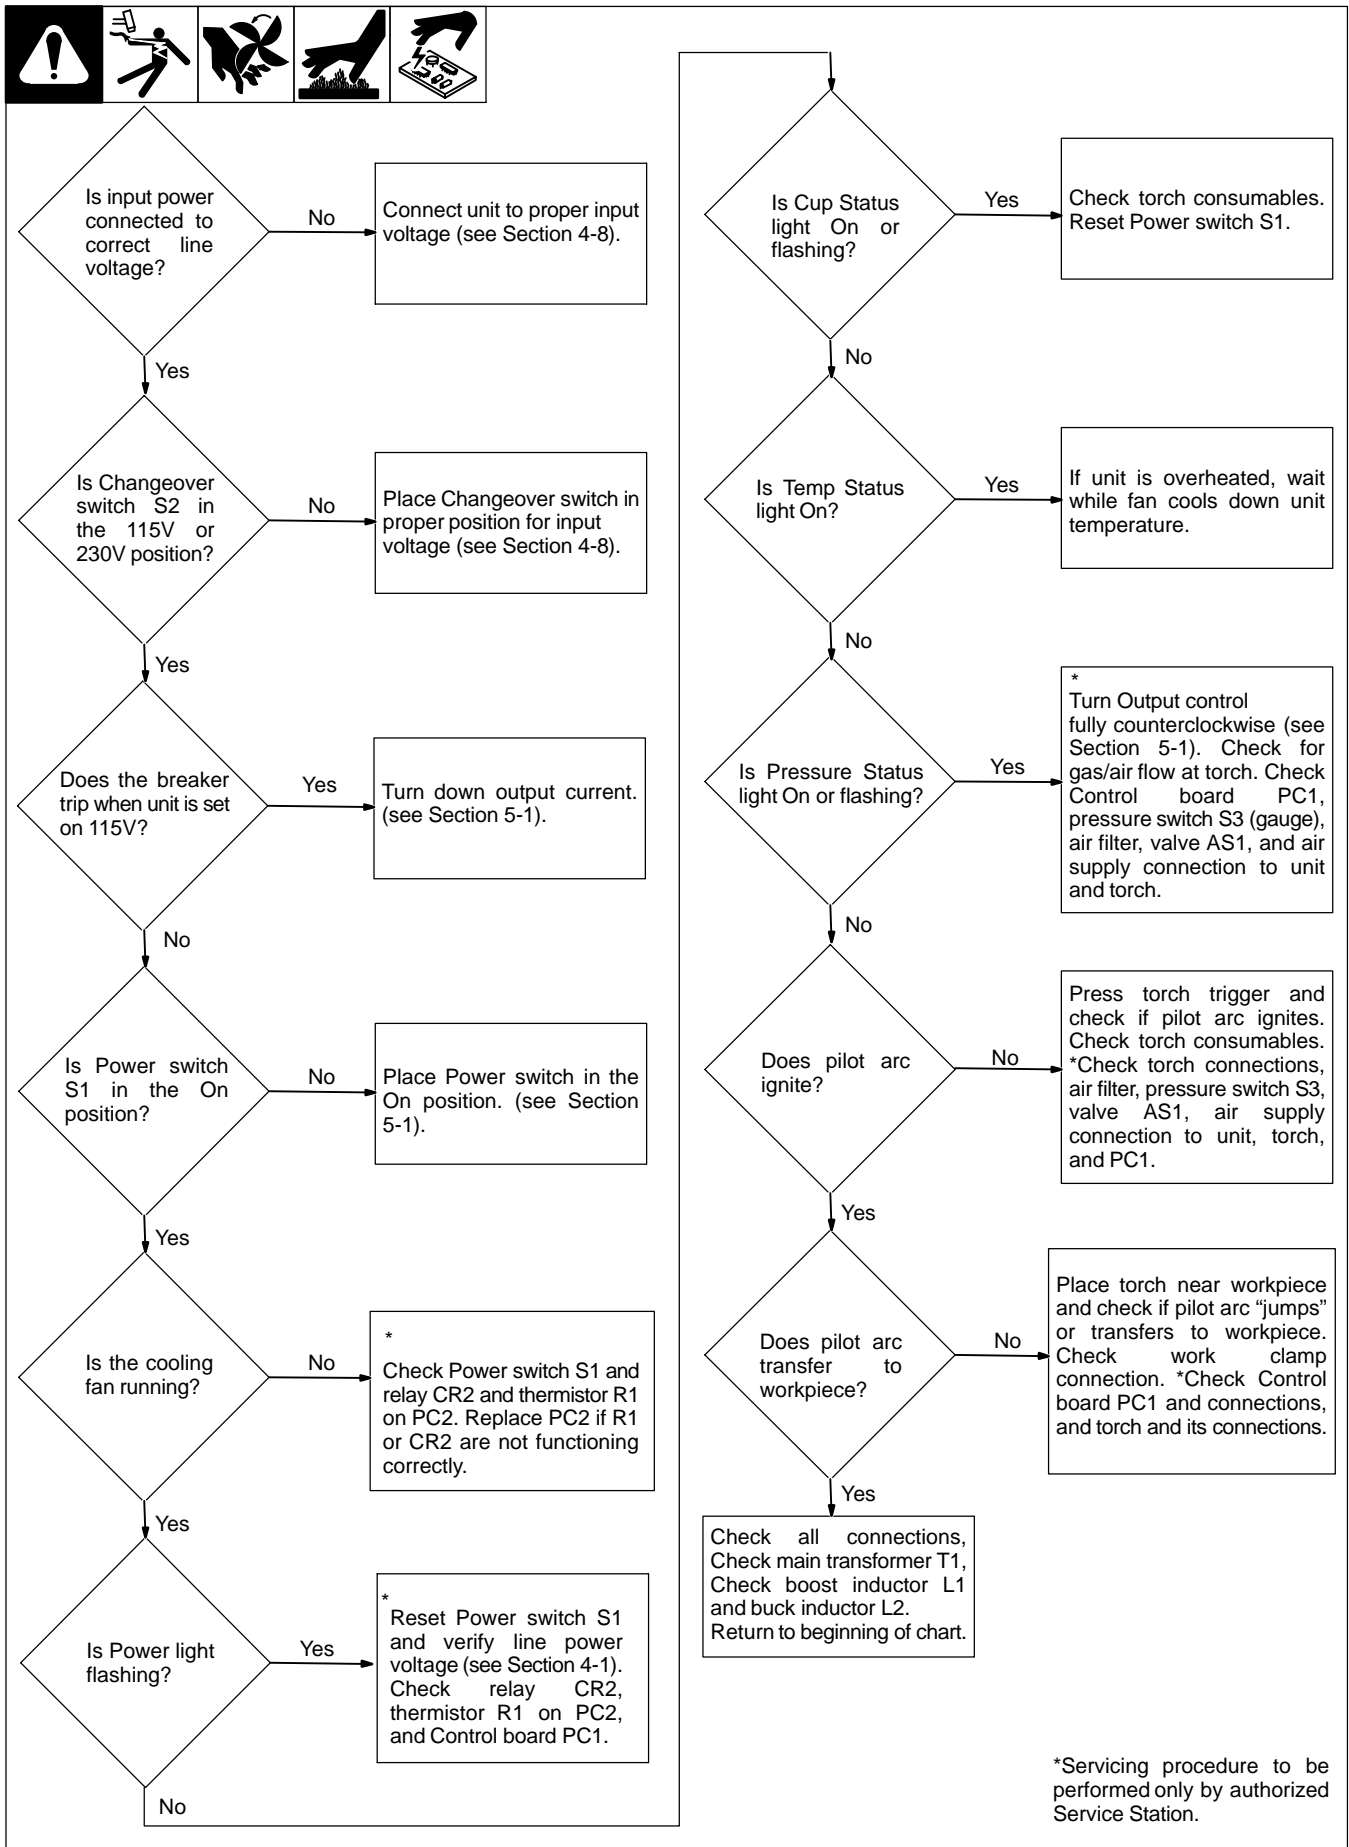 Is input power
connected to
correct line
voltage?
No
Connect unit to proper input
voltage (see Section 4-8).
Yes
Is Changeover
switch S2 in
the 115V or
230V position?
No
Place Changeover switch in
proper position for input
voltage (see Section 4-8).
Yes
Does the breaker
trip when unit is set
on 115V?
Yes
Turn down output current.
(see Section 5-1).
No
Is Power switch
S1 in the On
position?
No
Place Power switch in the
On position. (see Section
5-1).
Yes
Is the cooling
fan running?
No
*
Check Power switch S1 and
relay CR2 and thermistor R1
on PC2. Replace PC2 if R1
or CR2 are not functioning
correctly.
Yes
Is Power light
flashing?
Yes
*
Reset Power switch S1
and verify line power
voltage (see Section 4-1).
Check relay CR2,
thermistor R1 on PC2,
and Control board PC1.
No
Is Cup Status
light On or
flashing?
Yes
Check torch consumables.
Reset Power switch S1.
No
Is Temp Status
light On?
Yes
If unit is overheated, wait
while fan cools down unit
temperature.
No
Is Pressure Status
light On or flashing?
Yes
*
Turn Output control
fully counterclockwise (see
Section 5-1). Check for
gas/air flow at torch. Check
Control board PC1,
pressure switch S3 (gauge),
air filter, valve AS1, and air
supply connection to unit
and torch.
No
Does pilot arc
ignite?
No
Press torch trigger and
check if pilot arc ignites.
Check torch consumables.
*Check torch connections,
air filter, pressure switch S3,
valve AS1, air supply
connection to unit, torch,
and PC1.
Yes
Does pilot arc
transfer to
workpiece?
No
Place torch near workpiece
and check if pilot arc “jumps”
or transfers to workpiece.
Check work clamp
connection. *Check Control
board PC1 and connections,
and torch and its connections.
Yes
Check all connections,
Check main transformer T1,
Check boost inductor L1
and buck inductor L2.
Return to beginning of chart.
*Servicing procedure to be
performed only by authorized
Service Station.